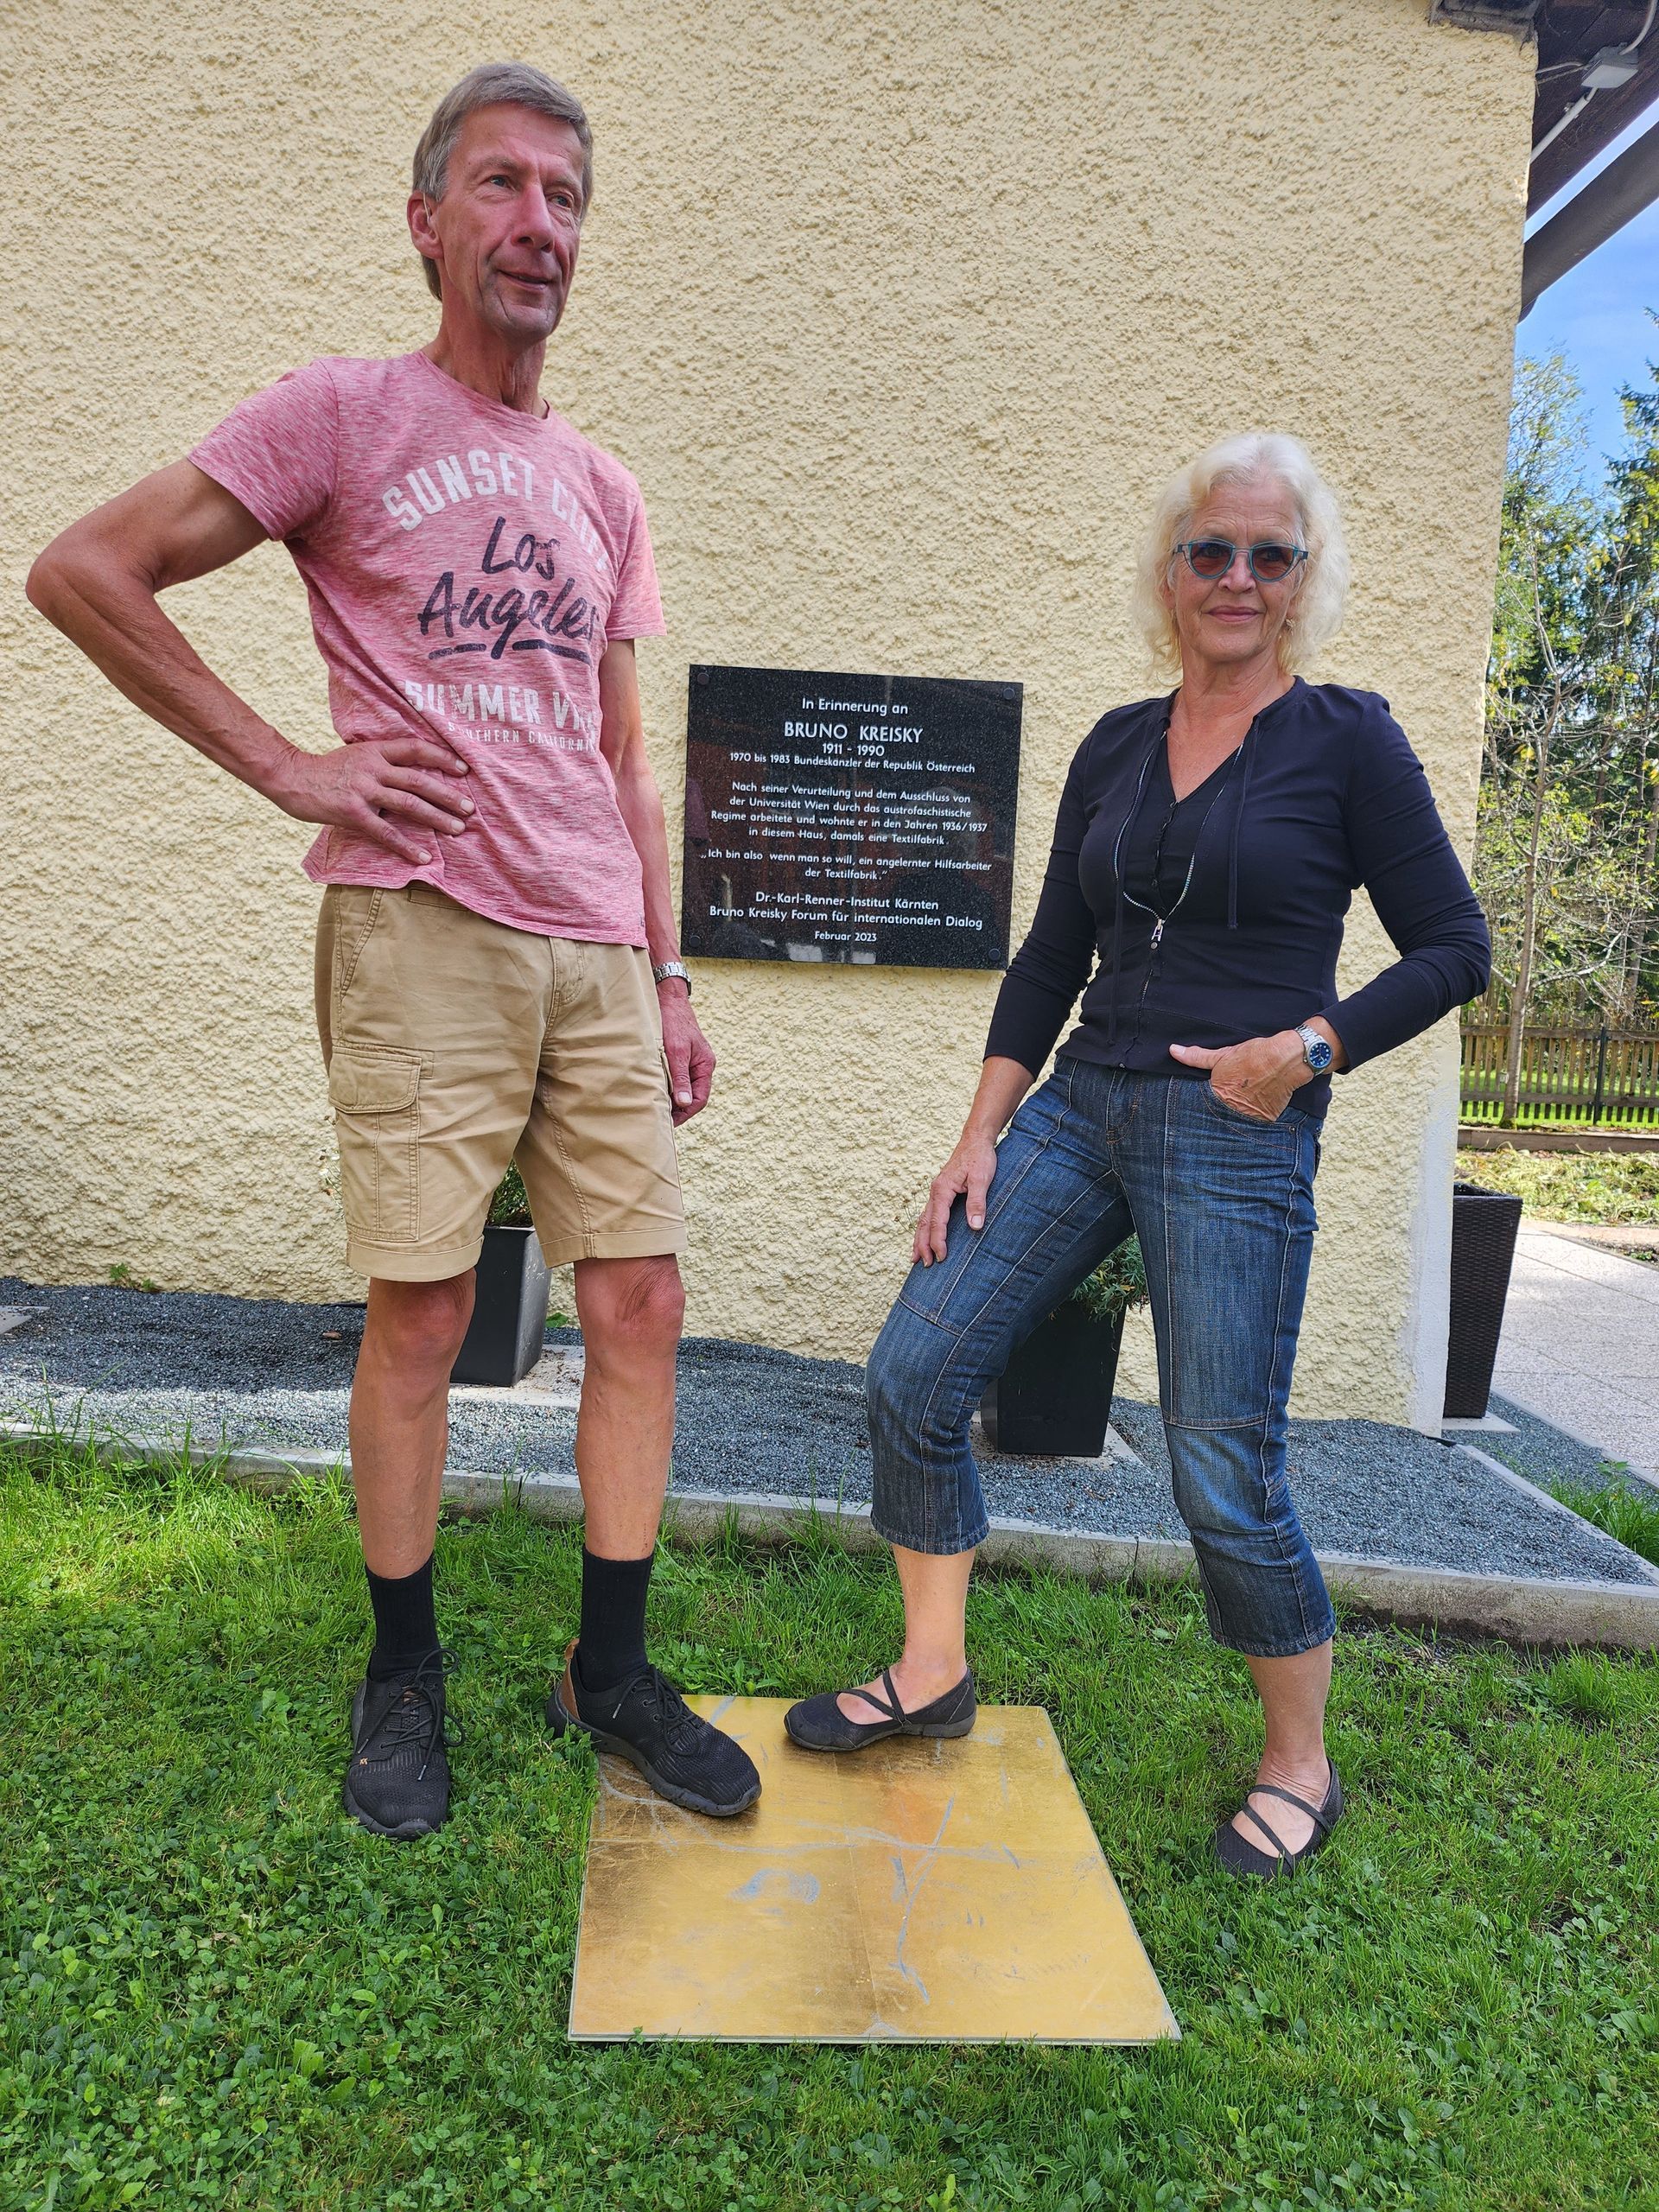 SUNSET
Los
Angeles
SUMMER
In Erinnerung an
BRUNO KREISKY
1911 - 1990
1970 bis 1983 Bundeskanzler der Republik Österreich
Nach seiner Verurteilung und dem Ausschluss von
der Universität Wien durch das austrofaschistische
Regime arbeitete und wohnte er in den Jahren 1936/1937
in diesem Haus, damals eine Textilfabrik.
„Ich bin also wenn man so will, ein angelernter Hilfsarbeiter
der Textilfabrik.“
Dr.-Karl-Renner-Institut Kärnten
Bruno Kreisky Forum für internationalen Dialog
Februar 2023